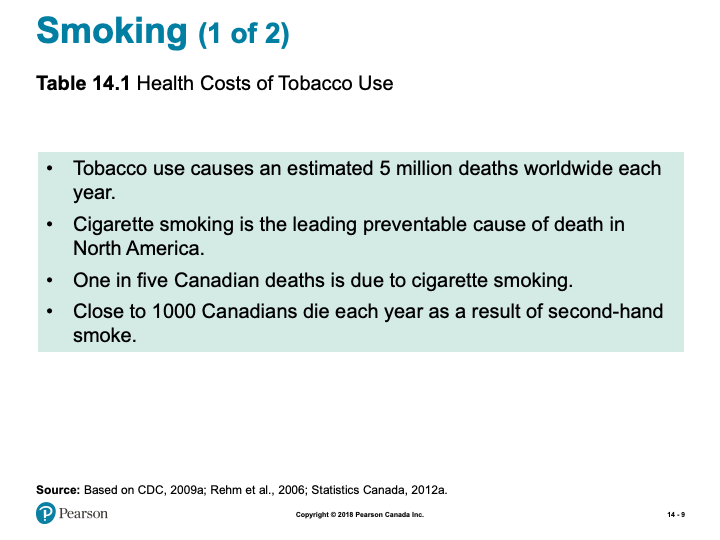 Smoking (1 of 2)
Table 14.1 Health Costs of Tobacco Use
• Tobacco use causes an estimated 5 million deaths worldwide each
year.
• Cigarette smoking is the leading preventable cause of death in
North America.
• One in five Canadian deaths is due to cigarette smoking.
• Close to 1000 Canadians die each year as a result of second-hand
smoke.
Source: Based on CDC, 2009a; Rehm et al., 2006; Statistics Canada, 2012a.
P Pearson
Copyright © 2018 Pearson Canada Inc.
14 - 9